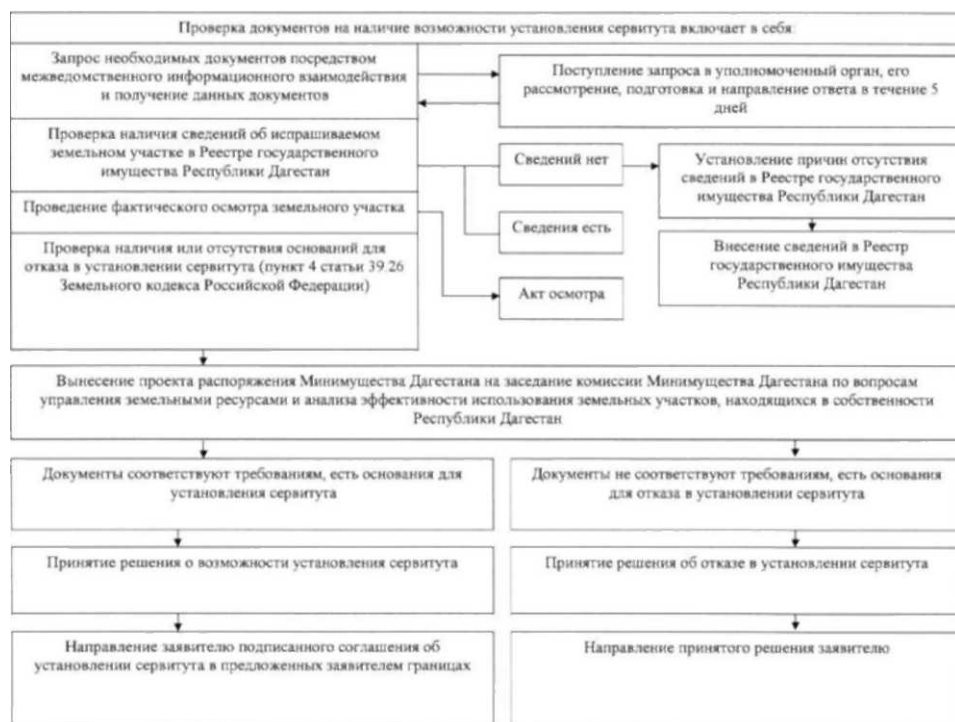 Проверка документов на наличие возможности установления сервитута включает в себя:
Запрос необходимых документов посредством
межведомственного информационного взаимодействия
и получение данных документов
Поступление запроса в уполномоченный орган, его
рассмотрение, подготовка и направление ответа в течение 5
дней
Проверка наличия сведений об испрашиваемом
земельном участке в Реестре государственного
имущества Республики Дагестан
Сведений нет
Установление причин отсутствия
сведений в Реестре государственного
имущества Республики Дагестан
Проведение фактического осмотра земельного участка
Сведения есть
Проверка наличия или отсутствия оснований для
отказа в установлении сервитута (пункт 4 статьи 39.26
Земельного кодекса Российской Федерации)
Внесение сведений в Реестр
государственного имущества
Республики Дагестан
Акт осмотра
Вынесение проекта распоряжения Минимущества Дагестана на заседание комиссии Минимущества Дагестана по вопросам
управления земельными ресурсами и анализа эффективности использования земельных участков, находящихся в собственности
Республики Дагестан
Документы соответствуют требованиям, есть основания для
установления сервитута
Документы не соответствуют требованиям, есть основания
для отказа в установлении сервитута
Принятие решения о возможности установления сервитута
Принятие решения об отказе в установлении сервитута
Направление заявителю подписанного соглашения об
установлении сервитута в предложенных заявителем границах
Направление принятого решения заявителю